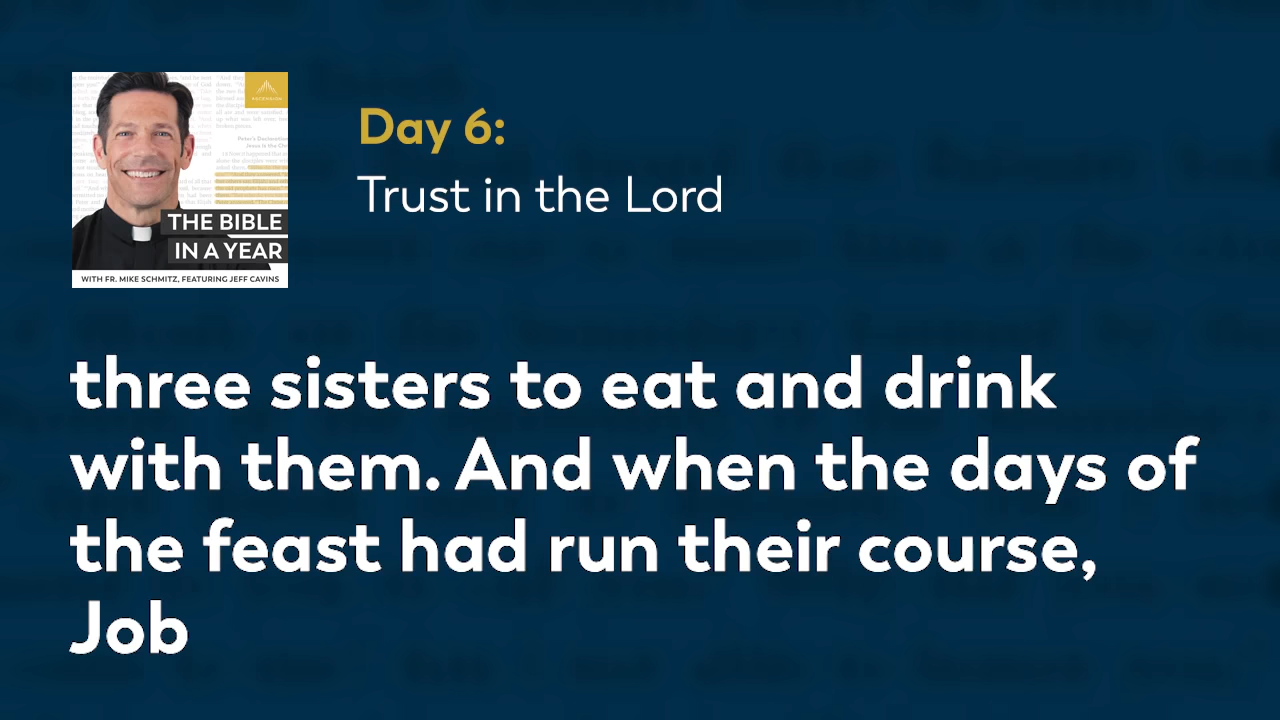 Day 6:
Trust in the Lord
THE BIBLE
IN A YEAR
WITH FR. MIKE SCHMITZ, FEATURING JEFF CAVINS
three sisters to eat and drink
with them. And when the days of
the feast had run their course,
Job